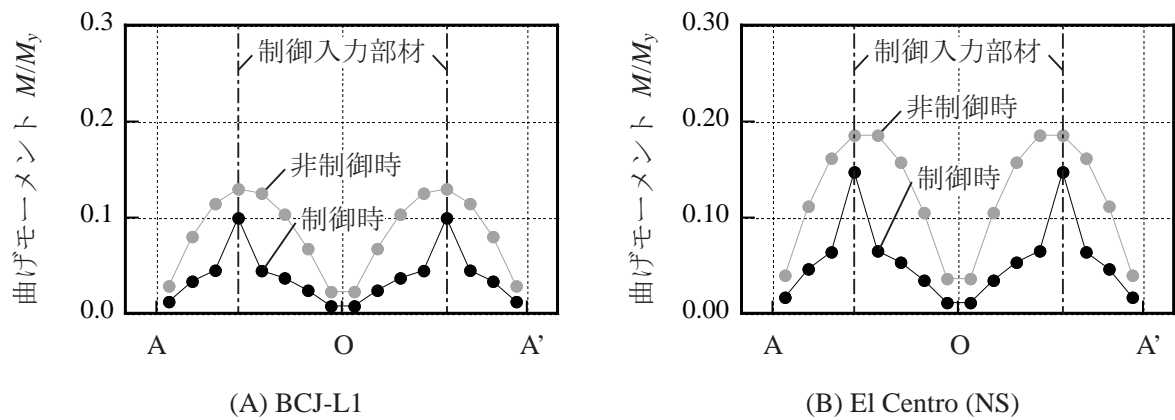 曲げモーメント M/My
0.3
0.2
0.1
0.0
制御入力部材
非制御時
制御時
A
O
A’
(A) BCJ-L1
曲げモーメント M/My
0.30
0.20
0.10
0.00
制御入力部材
非制御時
制御時
A
O
A’
(B) El Centro (NS)